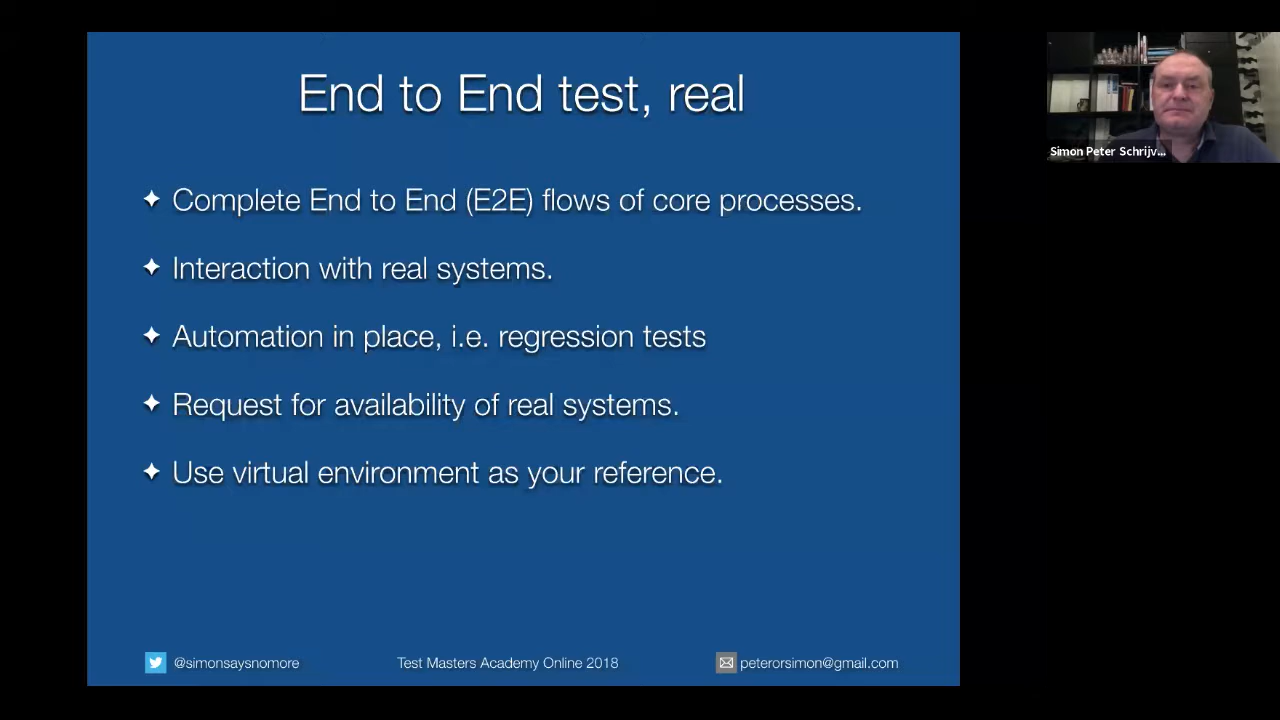 End to End test, real
Simon Peter Schrijv...
Complete End to End (E2E) flows of core processes.
Interaction with real systems.
Automation in place, i.e. regression tests
Request for availability of real systems.
Use virtual environment as your reference.
@simonsaysnomore
Test Masters Academy Online 2018
peterorsimon@gmail.com